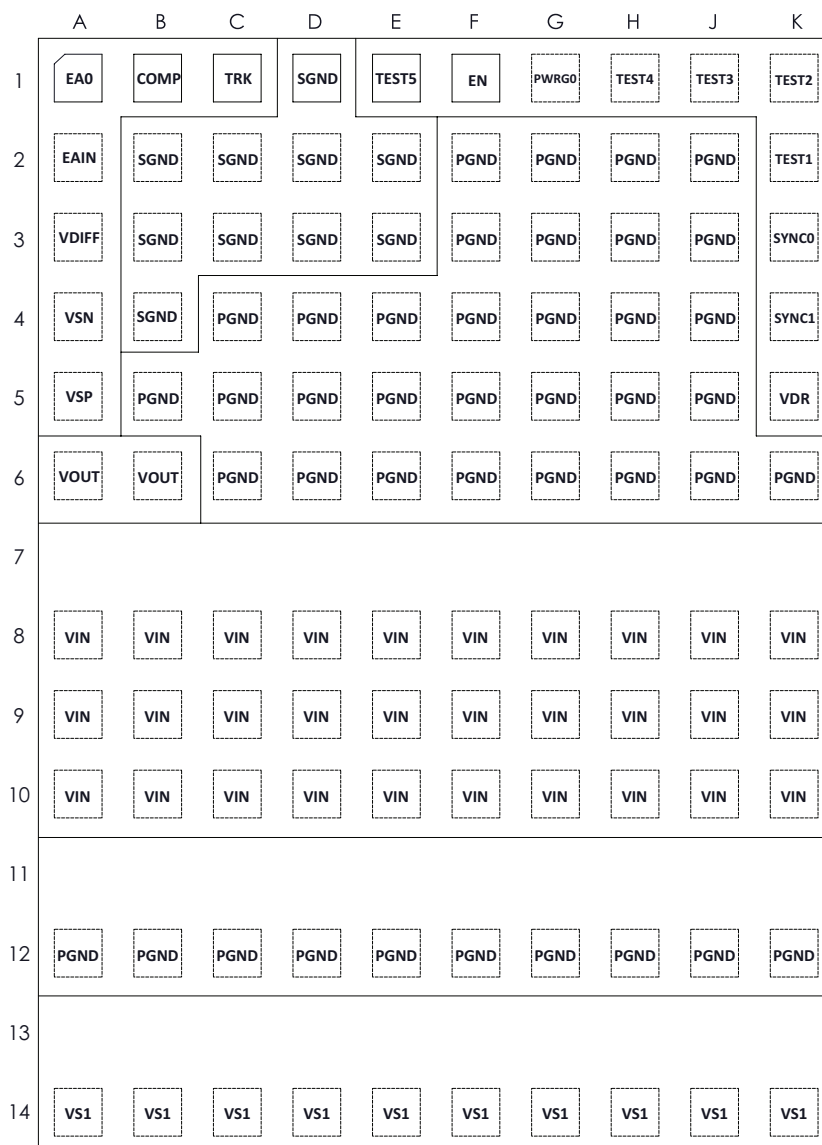 A B C D E F G H J K
1 EA0 COMP TRK SGND TEST5 EN PWRG0 TEST4 TEST3 TEST2
2 EAIN SGND SGND SGND SGND PGND PGND PGND PGND TEST1
3 VDIFF SGND SGND SGND SGND PGND PGND PGND PGND SYNC0
4 VSN SGND PGND PGND PGND PGND PGND PGND PGND SYNC1
5 VSP PGND PGND PGND PGND PGND PGND PGND PGND VDR
6 VOUT VOUT PGND PGND PGND PGND PGND PGND PGND PGND
7
8 VIN VIN VIN VIN VIN VIN VIN VIN VIN VIN
9 VIN VIN VIN VIN VIN VIN VIN VIN VIN VIN
10 VIN VIN VIN VIN VIN VIN VIN VIN VIN VIN
11
12 PGND PGND PGND PGND PGND PGND PGND PGND PGND PGND
13
14 VS1 VS1 VS1 VS1 VS1 VS1 VS1 VS1 VS1 VS1